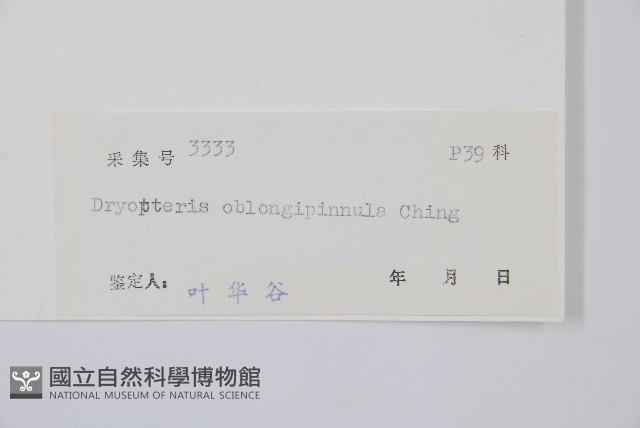 采集号 3333 P39 科
Dryopteris oblongipinnula Ching
鉴定人: 叶华谷 年 月 日
國立自然科學博物館
NATIONAL MUSEUM OF NATURAL SCIENCE